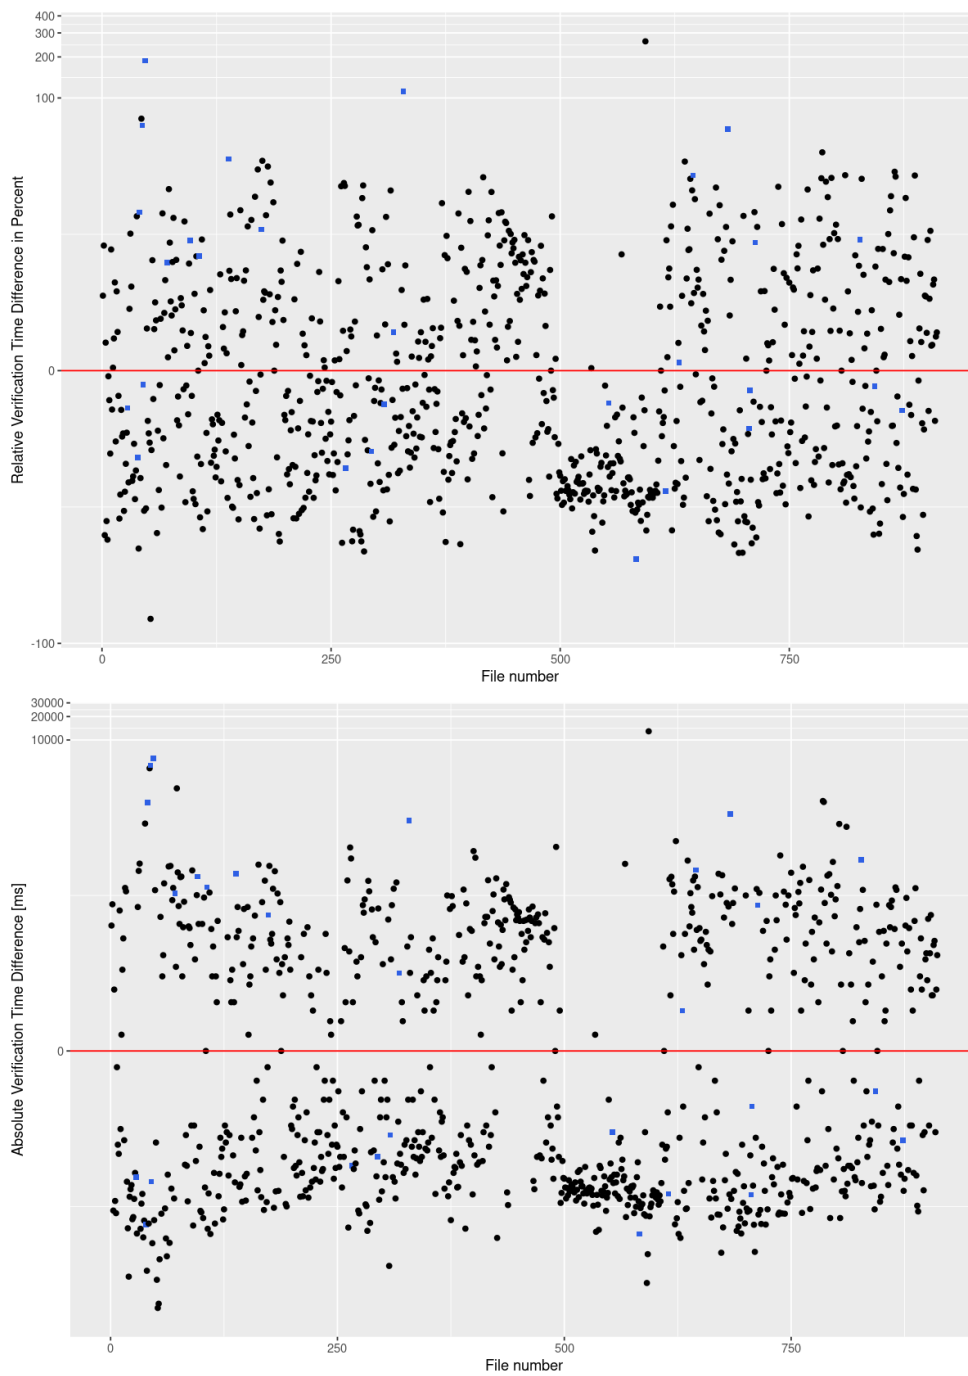 400
300
200
100
0
-100
Relative Verification Time Difference in Percent
0 250 500 750
File number
30000
20000
10000
0
Absolute Verification Time Difference [ms]
0 250 500 750
File number